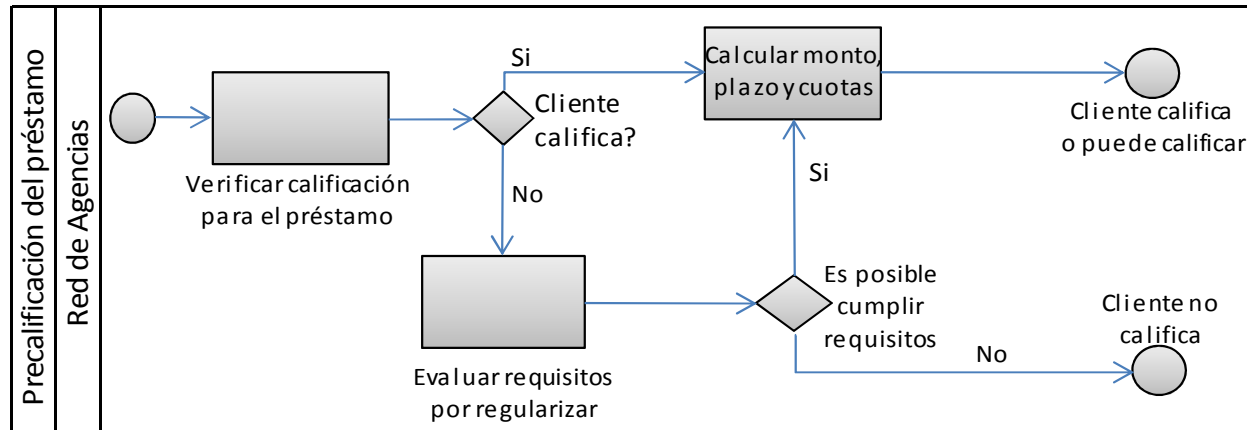 Precalificación del préstamo
Red de Agencias
Verificar calificación
para el préstamo
Cliente
califica?
Si
No
Calcular monto,
plazo y cuotas
Cliente califica
o puede calificar
Evaluar requisitos
por regularizar
Es posible
cumplir
requisitos
Si
No
Cliente no
califica